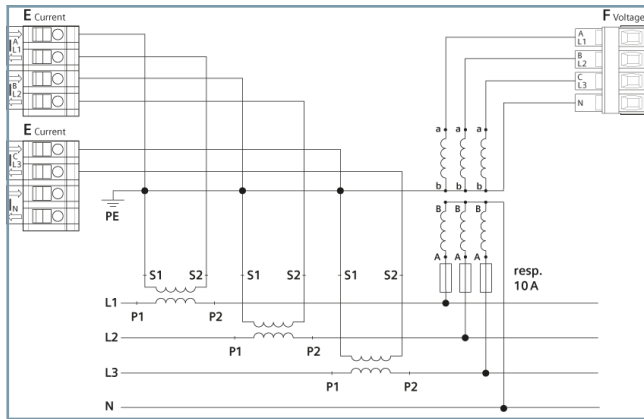 E Current
F Voltage
A
L1
B
L2
E Current
C
L3
N
A
L1
B
L2
C
L3
N
a a a
b b b
PE
B B B
A A A
S1 S2 S1 S2 S1 S2
resp.
10 A
L1
P1 P2
L2
P1 P2
L3
P1 P2
N